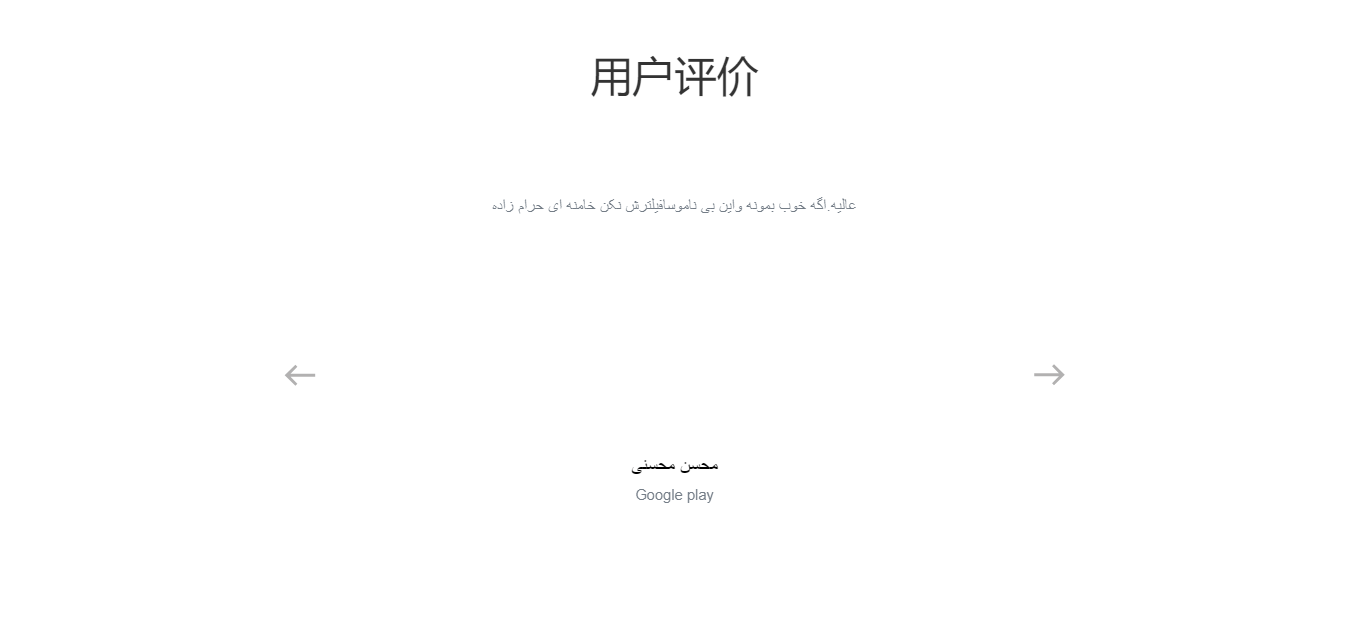 用户评价
عالیه.اگه خوب بمونه واین بی ناموسافیلترش نکن خامنه ای حرام زاده
محسن محسنی
Google play